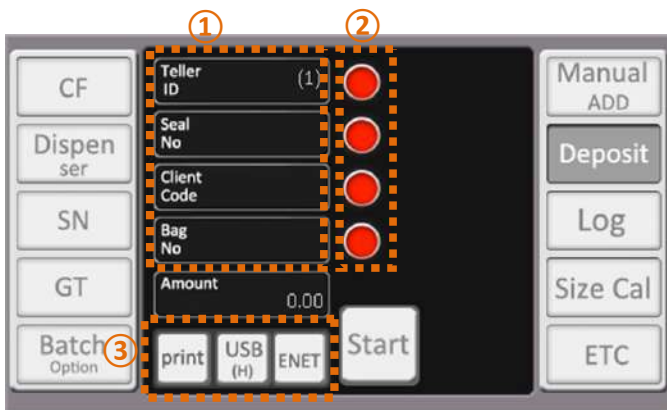 ①
②
CF
Dispen
ser
SN
GT
Batch
Option
Teller
ID
(1)
Seal
No
Client
Code
Bag
No
Amount
0.00
③
print
USB
(H)
ENET
Start
Manual
ADD
Deposit
Log
Size Cal
ETC